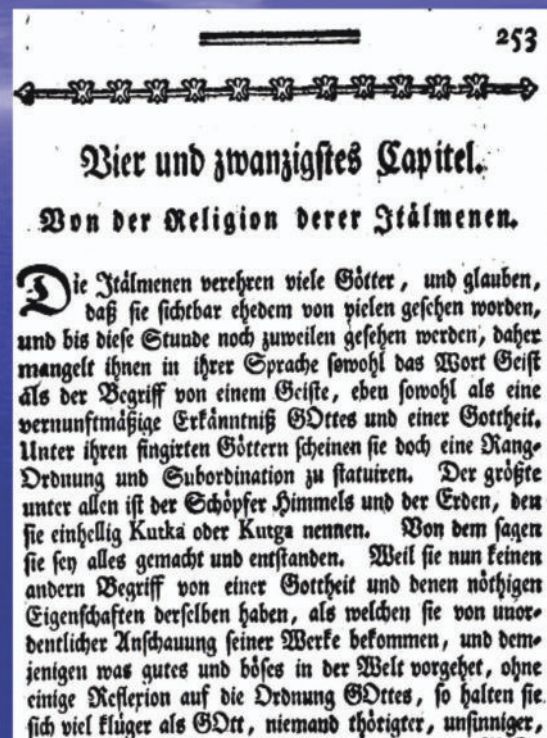 253
Vier und zwanzigstes Capitel.
Von der Religion derer Itälmenen.
Die Itälmenen verehren viele Götter, und glauben,
daß sie sichtbar ehedem von vielen gesehen worden,
und bis diese Stunde noch zuweilen gesehen werden, daher
mangelt ihnen in ihrer Sprache sowohl das Wort Geist
als der Begriff von einem Geiste, eben sowohl als eine
vernunftmäßige Erkänntniß GOttes und einer Gottheit.
Unter ihren fingirten Göttern scheinen sie doch eine Rang-
Ordnung und Subordination zu statuiren. Der größte
unter allen ist der Schöpfer Himmels und der Erden, den
sie einhellig Kutka oder Kutga nennen. Von dem sagen
sie sey alles gemacht und entstanden. Weil sie nun keinen
andern Begriff von einer Gottheit und denen nöthigen
Eigenschaften derselben haben, als welchen sie von unor-
dentlicher Anschauung seiner Werke bekommen, und dem-
jenigen was gutes und böses in der Welt vorgehet, ohne
einige Reflexion auf die Ordnung GOttes, so halten sie
sich viel klüger als GOtt, niemand thörigter, unsinniger,